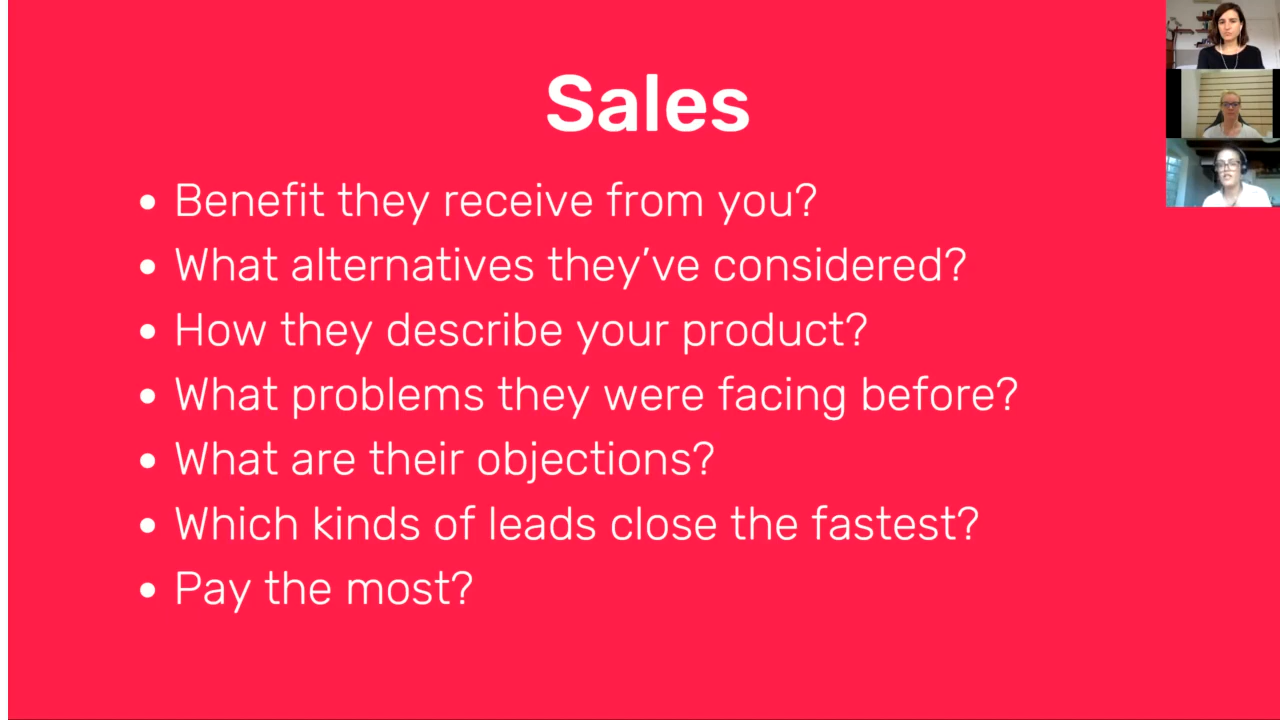 Sales
• Benefit they receive from you?
• What alternatives they’ve considered?
• How they describe your product?
• What problems they were facing before?
• What are their objections?
• Which kinds of leads close the fastest?
• Pay the most?